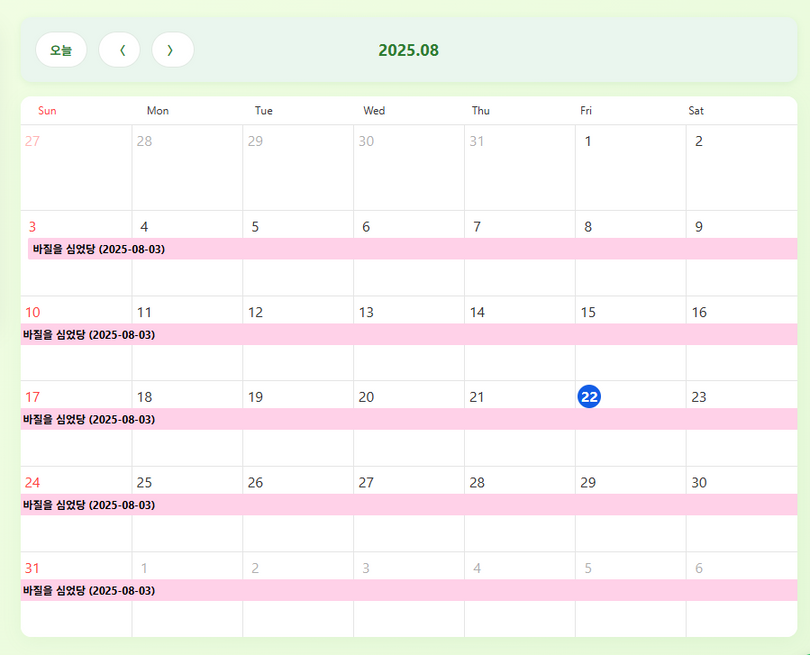 오늘 〈 〉 2025.08
Sun Mon Tue Wed Thu Fri Sat
27 28 29 30 31 1 2
3 4 5 6 7 8 9
바질을 심었당 (2025-08-03)
10 11 12 13 14 15 16
바질을 심었당 (2025-08-03)
17 18 19 20 21 22 23
바질을 심었당 (2025-08-03)
24 25 26 27 28 29 30
바질을 심었당 (2025-08-03)
31 1 2 3 4 5 6
바질을 심었당 (2025-08-03)